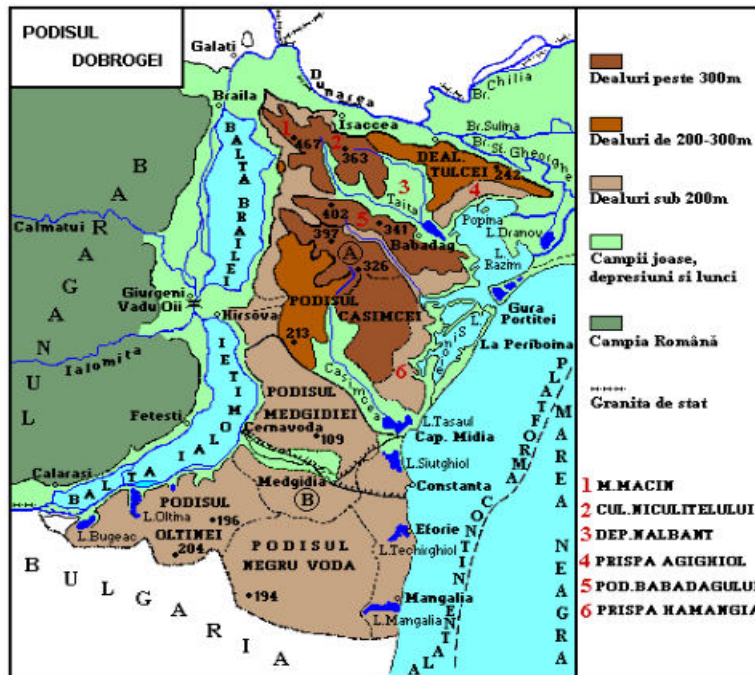 PODISUL
DOBROGEI
Galati
Braila
Dunarea
Br. Chilia
Isaccea
1
467
2
363
Br.Sulina
Br.St. Gheorghe
DEAL.
TULCEI
242
3
4
Taita
BALTA BRAILEI
BARAGANUL
402
5
341
397
Babadag
Popina
L.Dranov
L.
Razim
Calmatui
A
326
Giurgeni
Vadu Oii
Hirsova
PODISUL
CASIMCEI
213
Gura
Portitei
L. Sinoie
La Periboina
6
Ialomita
Casimcea
PODISUL
MEDGIDIEI
Fetesti
Cernavoda
109
L.Tasaul
Cap. Midia
BALTA IALOMITEI
L.Siutghiol
Calarasi
Medgidia
B
Constanta
PODISUL
OLTINEI
L.Oltina
196
204
L.Bugeac
Eforie
L.Techirghiol
PODISUL
NEGRU VODA
194
Mangalia
L.Mangalia
BULGARIA
PLATFORMA
CONTINENTALA
MAREA NEAGRA
Dealuri peste 300m
Dealuri de 200-300m
Dealuri sub 200m
Campii joase,
depresiuni si lunci
Campia Română
Granita de stat
1 M.MACIN
2 CUL.NICULITELULUI
3 DEP.NALBANT
4 PRISPA AGIGHIOL
5 POD.BABADAGULUI
6 PRISPA HAMANGIA